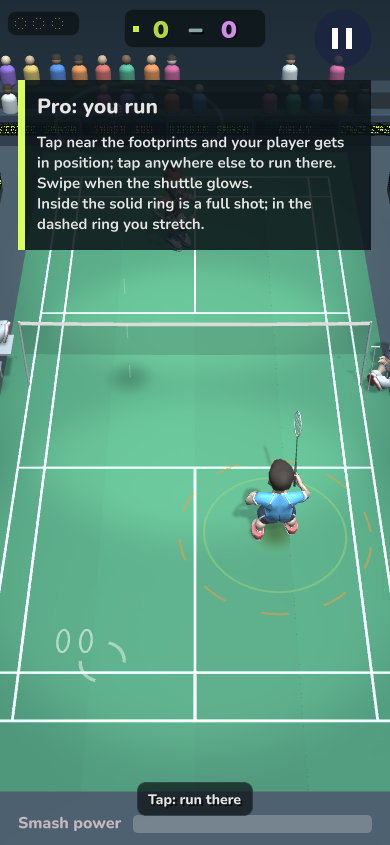 0 – 0
Pro: you run
Tap near the footprints and your player gets
in position; tap anywhere else to run there.
Swipe when the shuttle glows.
Inside the solid ring is a full shot; in the
dashed ring you stretch.
Tap: run there
Smash power